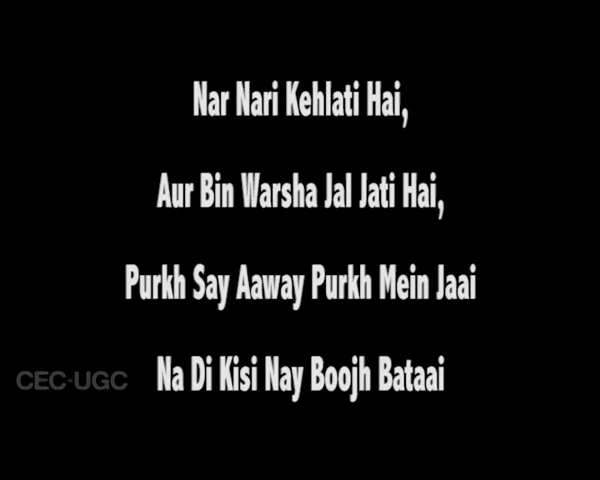 Nar Nari Kehlati Hai,
Aur Bin Warsha Jal Jati Hai,
Purkh Say Aaway Purkh Mein Jaai
Na Di Kisi Nay Boojh Bataai
CEC-UGC